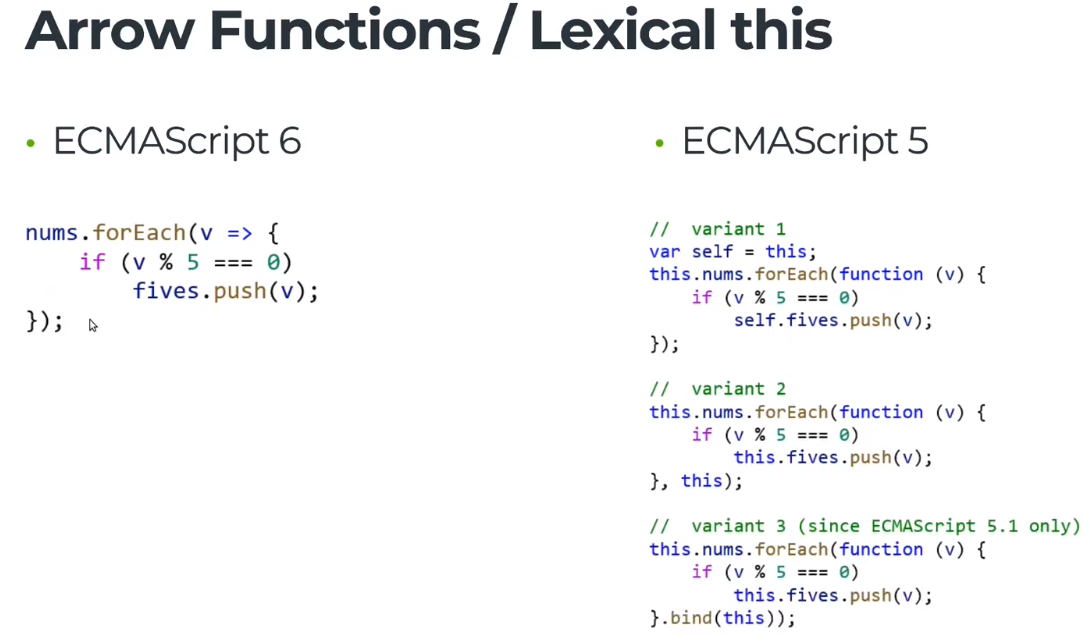 Arrow Functions / Lexical this
• ECMAScript 6
nums.forEach(v => {
    if (v % 5 === 0)
        fives.push(v);
});
• ECMAScript 5
//  variant 1
var self = this;
this.nums.forEach(function (v) {
    if (v % 5 === 0)
        self.fives.push(v);
});
//  variant 2
this.nums.forEach(function (v) {
    if (v % 5 === 0)
        this.fives.push(v);
}, this);
//  variant 3 (since ECMAScript 5.1 only)
this.nums.forEach(function (v) {
    if (v % 5 === 0)
        this.fives.push(v);
}.bind(this));